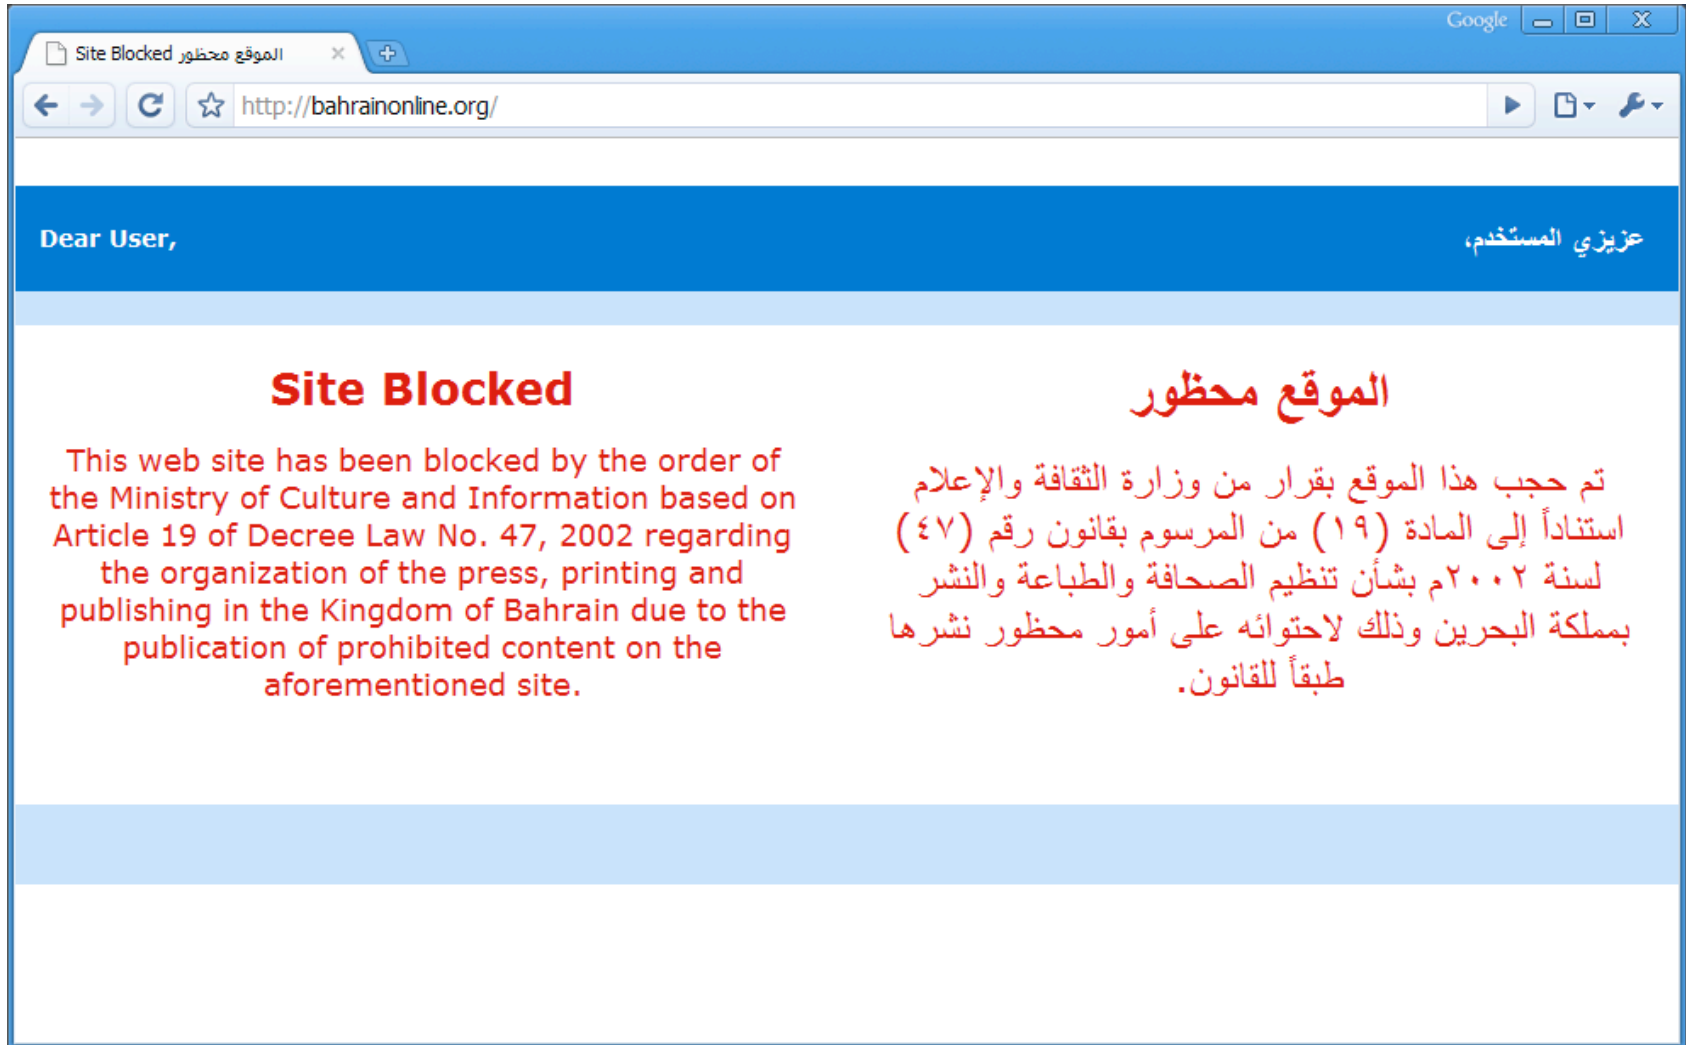 Google
Site Blocked الموقع محظور
http://bahrainonline.org/
Dear User,
عزيزي المستخدم،
Site Blocked
This web site has been blocked by the order of
the Ministry of Culture and Information based on
Article 19 of Decree Law No. 47, 2002 regarding
the organization of the press, printing and
publishing in the Kingdom of Bahrain due to the
publication of prohibited content on the
aforementioned site.
الموقع محظور
تم حجب هذا الموقع بقرار من وزارة الثقافة والإعلام
استناداً إلى المادة (١٩) من المرسوم بقانون رقم (٤٧)
لسنة ٢٠٠٢م بشأن تنظيم الصحافة والطباعة والنشر
بمملكة البحرين وذلك لاحتوائه على أمور محظور نشرها
طبقاً للقانون.